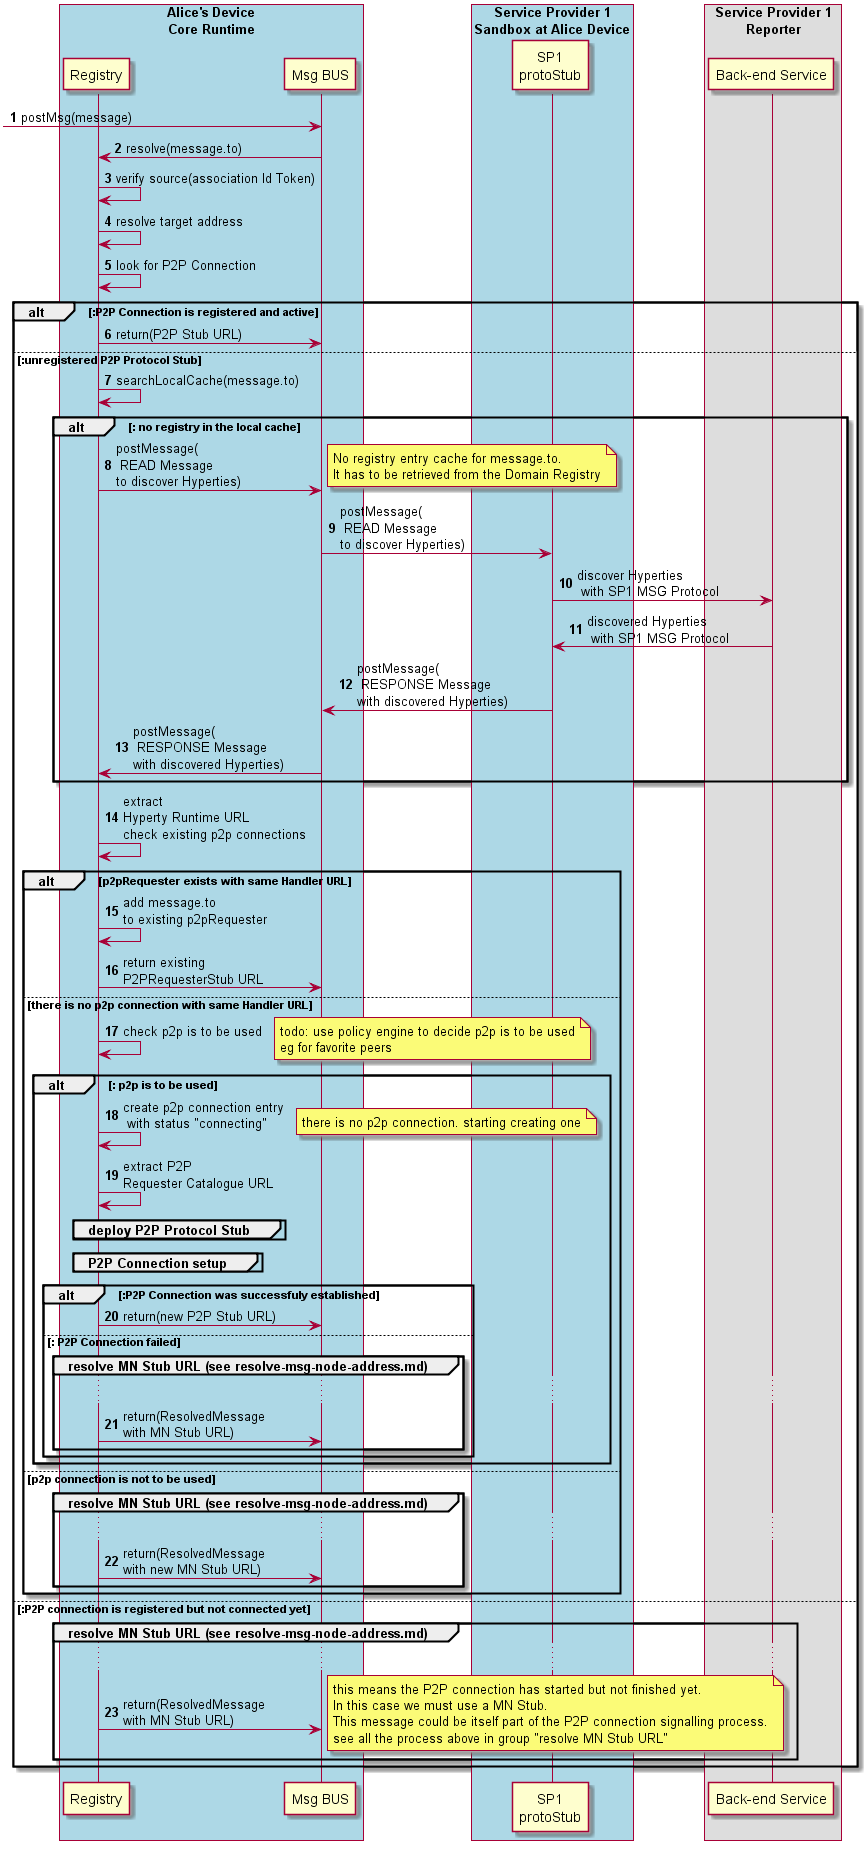 Alice's Device
Core Runtime
Service Provider 1
Sandbox at Alice Device
Service Provider 1
Reporter
Registry
Msg BUS
SP1
protoStub
Back-end Service
1 postMsg(message)
2 resolve(message.to)
3 verify source(association Id Token)
4 resolve target address
5 look for P2P Connection
alt [:P2P Connection is registered and active]
6 return(P2P Stub URL)
[:unregistered P2P Protocol Stub]
7 searchLocalCache(message.to)
alt [: no registry in the local cache]
postMessage(
8 READ Message
to discover Hyperties)
No registry entry cache for message.to.
It has to be retrieved from the Domain Registry
postMessage(
9 READ Message
to discover Hyperties)
10 discover Hyperties
with SP1 MSG Protocol
11 discovered Hyperties
with SP1 MSG Protocol
postMessage(
12 RESPONSE Message
with discovered Hyperties)
postMessage(
13 RESPONSE Message
with discovered Hyperties)
extract
14 Hyperty Runtime URL
check existing p2p connections
alt [p2pRequester exists with same Handler URL]
15 add message.to
to existing p2pRequester
16 return existing
P2PRequesterStub URL
[there is no p2p connection with same Handler URL]
17 check p2p is to be used
todo: use policy engine to decide p2p is to be used
eg for favorite peers
alt [: p2p is to be used]
18 create p2p connection entry
with status "connecting"
there is no p2p connection. starting creating one
19 extract P2P
Requester Catalogue URL
deploy P2P Protocol Stub
P2P Connection setup
alt [:P2P Connection was successfuly established]
20 return(new P2P Stub URL)
[: P2P Connection failed]
resolve MN Stub URL (see resolve-msg-node-address.md)
21 return(ResolvedMessage
with MN Stub URL)
[p2p connection is not to be used]
resolve MN Stub URL (see resolve-msg-node-address.md)
22 return(ResolvedMessage
with new MN Stub URL)
[:P2P connection is registered but not connected yet]
resolve MN Stub URL (see resolve-msg-node-address.md)
23 return(ResolvedMessage
with MN Stub URL)
this means the P2P connection has started but not finished yet.
In this case we must use a MN Stub.
This message could be itself part of the P2P connection signalling process.
see all the process above in group "resolve MN Stub URL"
Registry
Msg BUS
SP1
protoStub
Back-end Service